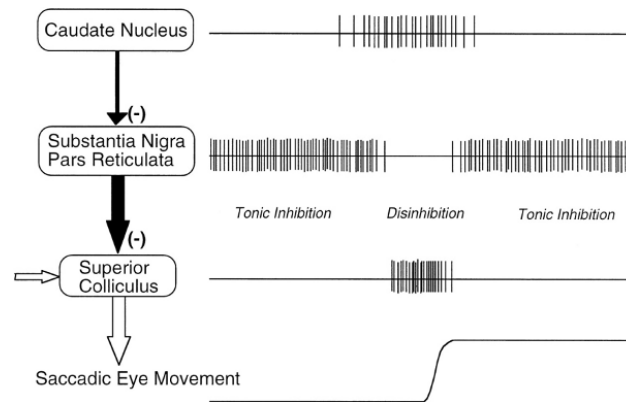 Caudate Nucleus
(-)
Substantia Nigra
Pars Reticulata
Tonic Inhibition Disinhibition Tonic Inhibition
(-)
Superior
Colliculus
Saccadic Eye Movement